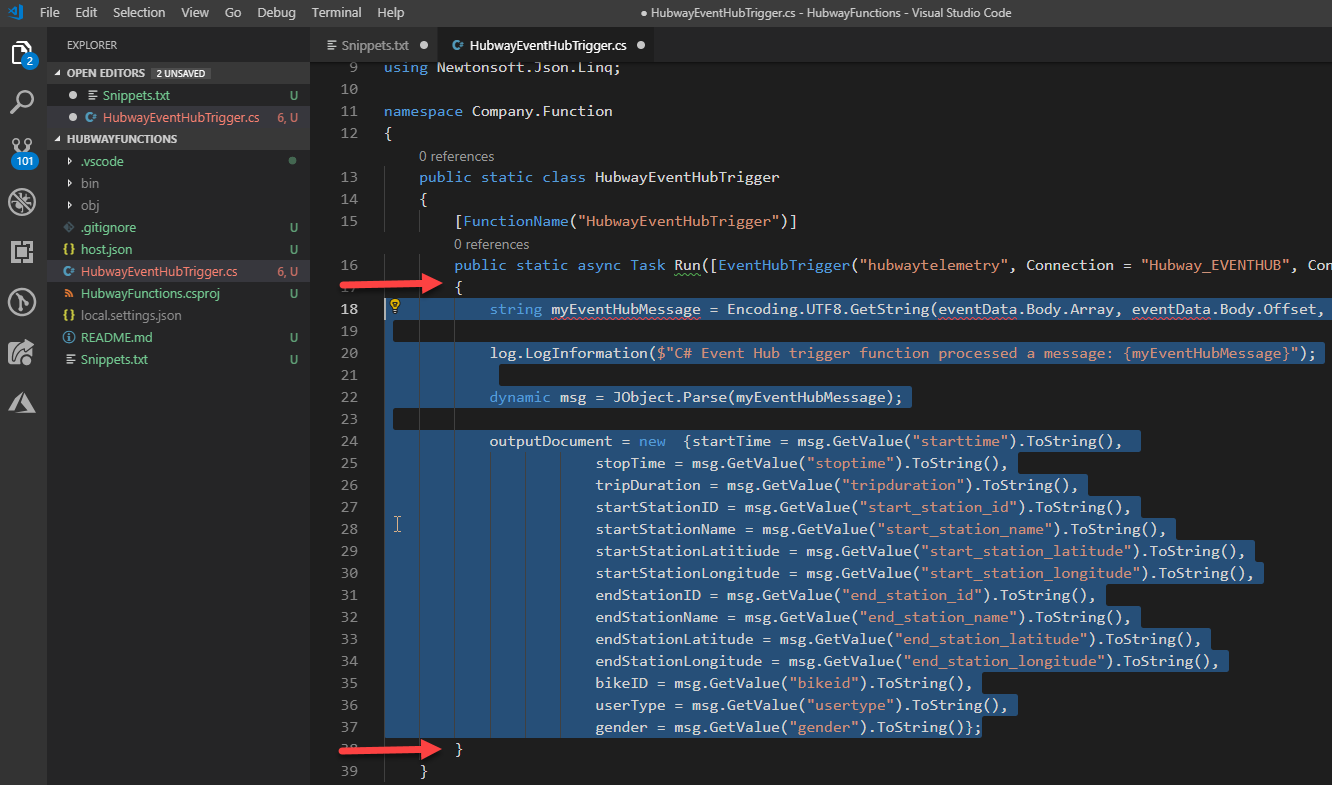 File Edit Selection View Go Debug Terminal Help
● HubwayEventHubTrigger.cs - HubwayFunctions - Visual Studio Code
2
101
EXPLORER
OPEN EDITORS 2 UNSAVED
Snippets.txt U
HubwayEventHubTrigger.cs 6, U
HUBWAYFUNCTIONS
.vscode
bin
obj
.gitignore U
host.json U
HubwayEventHubTrigger.cs 6, U
HubwayFunctions.csproj U
local.settings.json
README.md U
Snippets.txt U
Snippets.txt ● HubwayEventHubTrigger.cs ●
9 using Newtonsoft.Json.Linq;
10
11 namespace Company.Function
12 {
0 references
13 public static class HubwayEventHubTrigger
14 {
15 [FunctionName("HubwayEventHubTrigger")]
0 references
16 public static async Task Run([EventHubTrigger("hubwaytelemetry", Connection = "Hubway_EVENTHUB", Con
17 {
18 string myEventHubMessage = Encoding.UTF8.GetString(eventData.Body.Array, eventData.Body.Offset,
19
20 log.LogInformation($"C# Event Hub trigger function processed a message: {myEventHubMessage}");
21
22 dynamic msg = JObject.Parse(myEventHubMessage);
23
24 outputDocument = new {startTime = msg.GetValue("starttime").ToString(),
25 stopTime = msg.GetValue("stoptime").ToString(),
26 tripDuration = msg.GetValue("tripduration").ToString(),
27 startStationID = msg.GetValue("start_station_id").ToString(),
28 startStationName = msg.GetValue("start_station_name").ToString(),
29 startStationLatitiude = msg.GetValue("start_station_latitude").ToString(),
30 startStationLongitude = msg.GetValue("start_station_longitude").ToString(),
31 endStationID = msg.GetValue("end_station_id").ToString(),
32 endStationName = msg.GetValue("end_station_name").ToString(),
33 endStationLatitude = msg.GetValue("end_station_latitude").ToString(),
34 endStationLongitude = msg.GetValue("end_station_longitude").ToString(),
35 bikeID = msg.GetValue("bikeid").ToString(),
36 userType = msg.GetValue("usertype").ToString(),
37 gender = msg.GetValue("gender").ToString()};
38 }
39 }